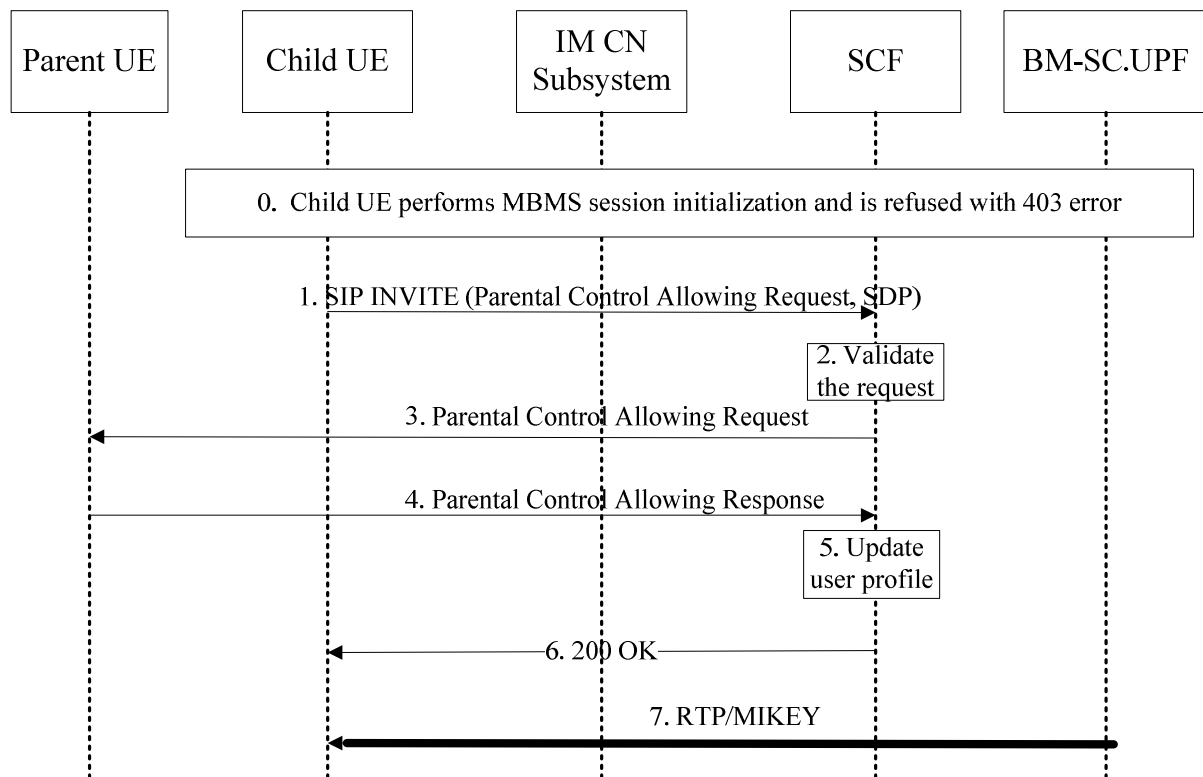 Parent UE
Child UE
IM CN
Subsystem
SCF
BM-SC.UPF
0. Child UE performs MBMS session initialization and is refused with 403 error
1. SIP INVITE (Parental Control Allowing Request, SDP)
2. Validate
the request
3. Parental Control Allowing Request
4. Parental Control Allowing Response
5. Update
user profile
6. 200 OK
7. RTP/MIKEY